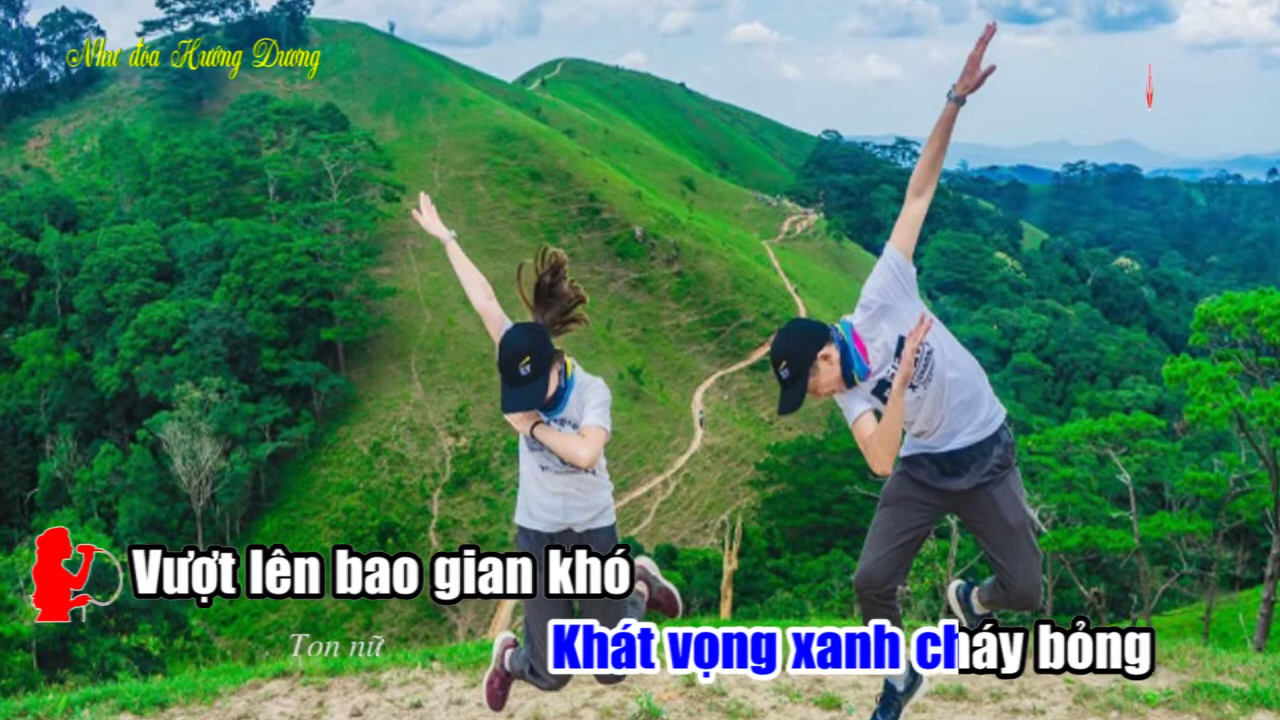 Như đóa Hướng Dương
Vượt lên bao gian khó
Ton nữ
Khát vọng xanh cháy bỏng